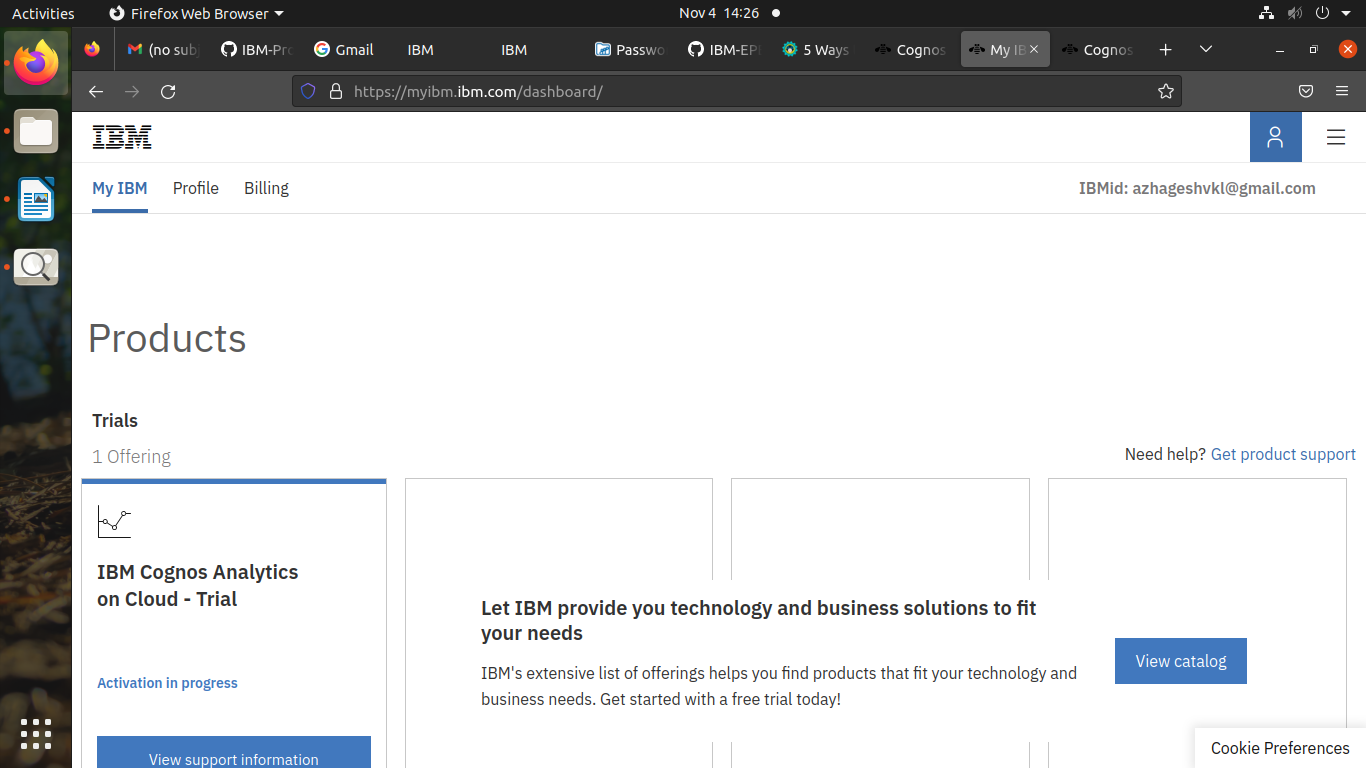 Activities
Firefox Web Browser
Nov 4 14:26
(no sub
IBM-Pro
Gmail
IBM
IBM
Passwo
IBM-EP
5 Ways
Cognos
My IB
Cognos
https://myibm.ibm.com/dashboard/
IBM
My IBM
Profile
Billing
IBMid: azhageshvkl@gmail.com
Products
Trials
1 Offering
Need help? Get product support
IBM Cognos Analytics
on Cloud - Trial
Activation in progress
View support information
Let IBM provide you technology and business solutions to fit
your needs
IBM's extensive list of offerings helps you find products that fit your technology and
business needs. Get started with a free trial today!
View catalog
Cookie Preferences